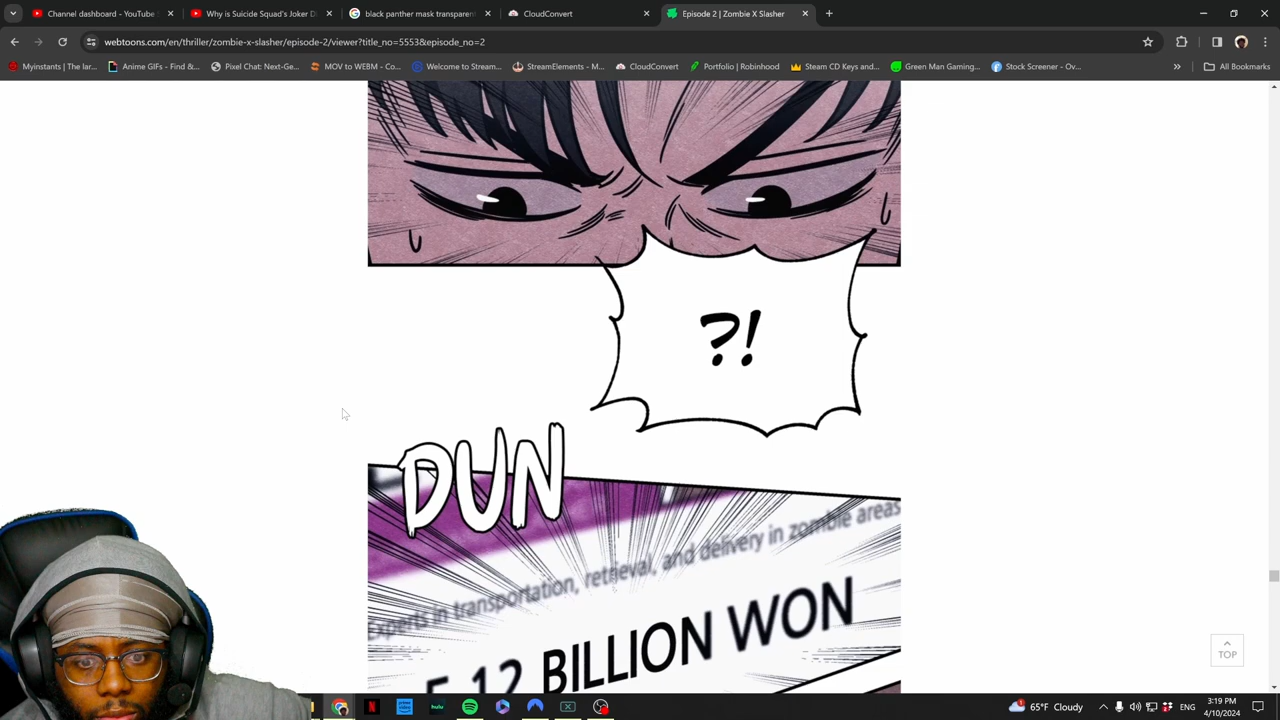 Channel dashboard - YouTube
Why is Suicide Squad's Joker D
black panther mask transparen
CloudConvert
Episode 2 | Zombie X Slasher
webtoons.com/en/thriller/zombie-x-slasher/episode-2/viewer?title_no=5553&episode_no=2
Myinstants | The lar...
Anime GIFs - Find &...
Pixel Chat: Next-Ge...
MOV to WEBM - Co...
Welcome to Stream...
StreamElements - M...
CloudConvert
Portfolio | Robinhood
Steam CD Keys and...
Green Man Gaming...
Stock Screener - Ov...
All Bookmarks
?!
DUN
Experts in transportation, retrieval, and delivery in zombie areas
12 BILLION WON
TOP
65°F Cloudy
ENG
3:19 PM
4/10/2024